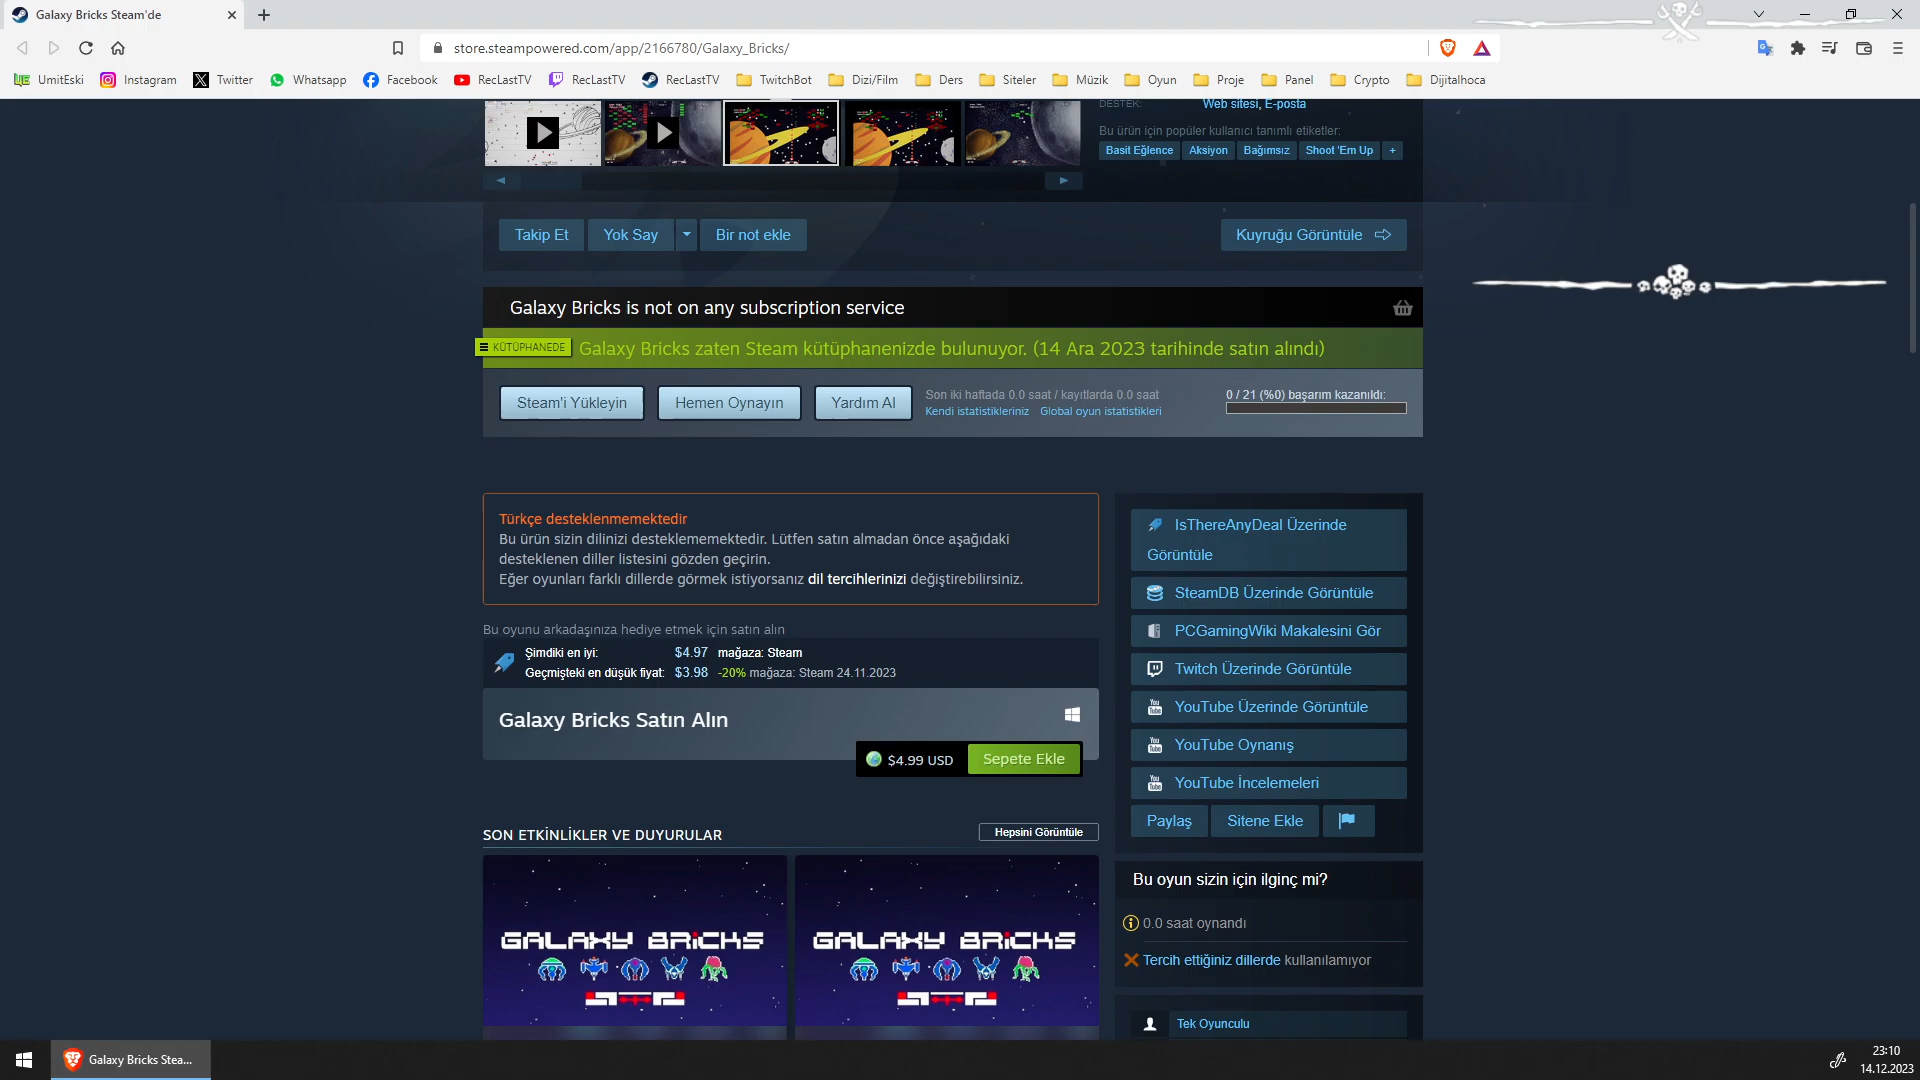 Galaxy Bricks Steam'de
store.steampowered.com/app/2166780/Galaxy_Bricks/
UmitEski Instagram Twitter Whatsapp Facebook RecLastTV RecLastTV RecLastTV TwitchBot Dizi/Film Ders Siteler Müzik Oyun Proje Panel Crypto Dijitalhoca
DESTEK: Web sitesi, E-posta
Bu ürün için popüler kullanıcı tanımlı etiketler:
Basit Eğlence Aksiyon Bağımsız Shoot 'Em Up +
Takip Et Yok Say Bir not ekle Kuyruğu Görüntüle
Galaxy Bricks is not on any subscription service
KÜTÜPHANEDE Galaxy Bricks zaten Steam kütüphanenizde bulunuyor. (14 Ara 2023 tarihinde satın alındı)
Steam'i Yükleyin Hemen Oynayın Yardım Al
Son iki haftada 0.0 saat / kayıtlarda 0.0 saat
Kendi istatistikleriniz Global oyun istatistikleri
0 / 21 (%0) başarım kazanıldı:
Türkçe desteklenmemektedir
Bu ürün sizin dilinizi desteklememektedir. Lütfen satın almadan önce aşağıdaki
desteklenen diller listesini gözden geçirin.
Eğer oyunları farklı dillerde görmek istiyorsanız dil tercihlerinizi değiştirebilirsiniz.
Bu oyunu arkadaşınıza hediye etmek için satın alın
Şimdiki en iyi: $4.97 mağaza: Steam
Geçmişteki en düşük fiyat: $3.98 -20% mağaza: Steam 24.11.2023
Galaxy Bricks Satın Alın
$4.99 USD Sepete Ekle
SON ETKİNLİKLER VE DUYURULAR Hepsini Görüntüle
GALAXY BRICKS
GALAXY BRICKS
IsThereAnyDeal Üzerinde
Görüntüle
SteamDB Üzerinde Görüntüle
PCGamingWiki Makalesini Gör
Twitch Üzerinde Görüntüle
YouTube Üzerinde Görüntüle
YouTube Oynanış
YouTube İncelemeleri
Paylaş Sitene Ekle
Bu oyun sizin için ilginç mi?
0.0 saat oynandı
Tercih ettiğiniz dillerde kullanılamıyor
Tek Oyunculu
Galaxy Bricks Stea...
23:10
14.12.2023